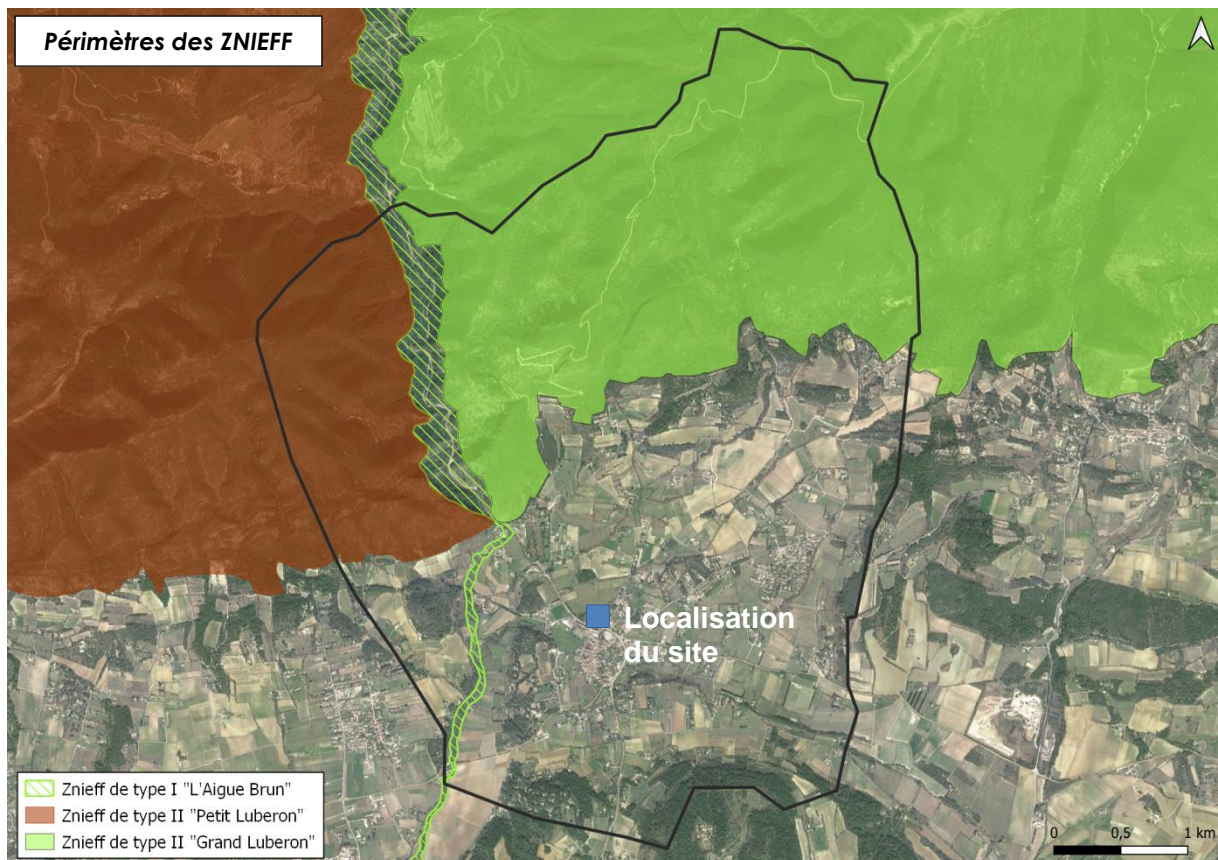 Périmètres des ZNIEFF
Localisation
du site
Znieff de type I "L'Aigue Brun"
Znieff de type II "Petit Luberon"
Znieff de type II "Grand Luberon"
0 0,5 1 km